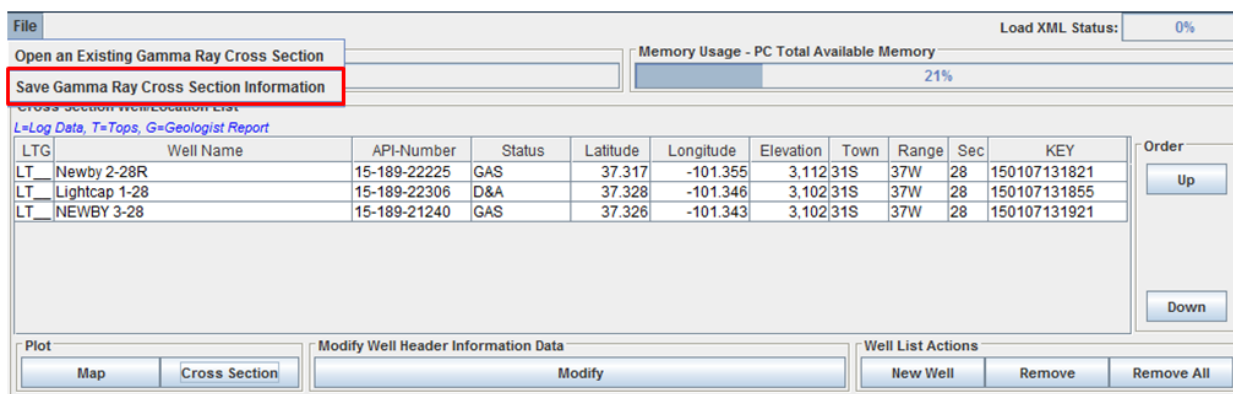 File
Load XML Status: 0%
Open an Existing Gamma Ray Cross Section
Memory Usage - PC Total Available Memory
Save Gamma Ray Cross Section Information
21%
Cross Section Well/Location List
L=Log Data, T=Tops, G=Geologist Report
LTG Well Name API-Number Status Latitude Longitude Elevation Town Range Sec KEY
LT__ Newby 2-28R 15-189-22225 GAS 37.317 -101.355 3,112 31S 37W 28 150107131821
LT__ Lightcap 1-28 15-189-22306 D&A 37.328 -101.346 3,102 31S 37W 28 150107131855
LT__ NEWBY 3-28 15-189-21240 GAS 37.326 -101.343 3,102 31S 37W 28 150107131921
Order
Up
Down
Plot
Map Cross Section
Modify Well Header Information Data
Modify
Well List Actions
New Well Remove Remove All